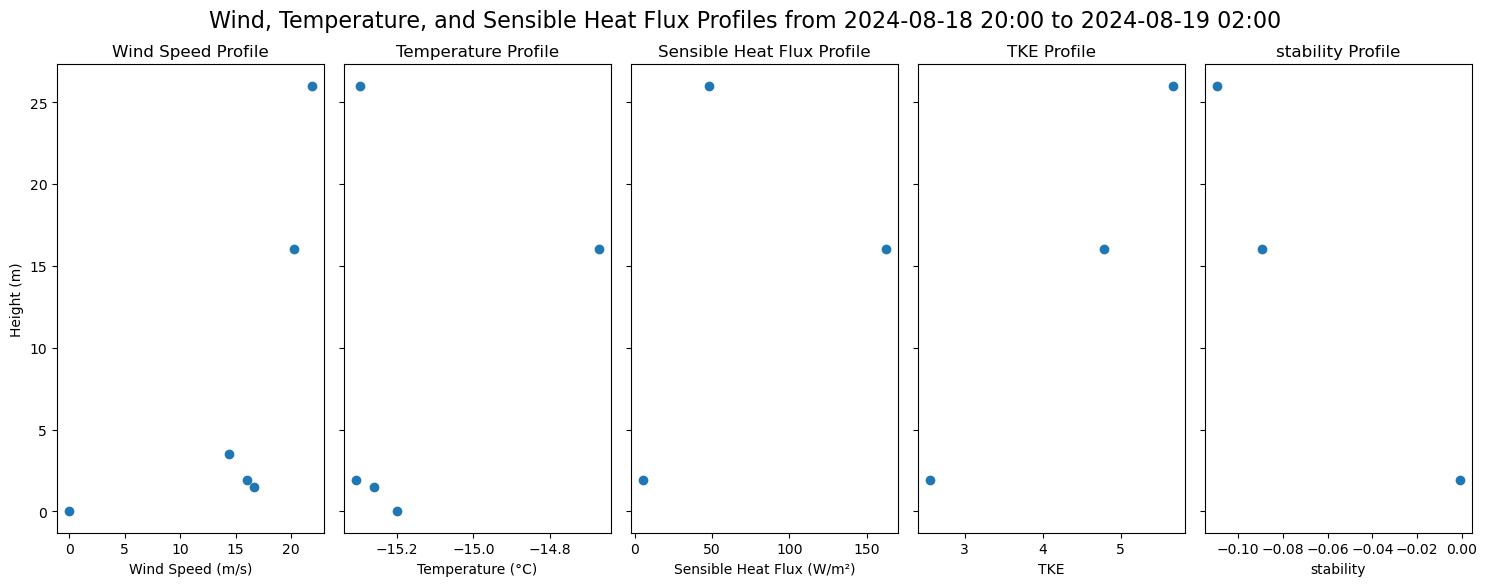 Wind, Temperature, and Sensible Heat Flux Profiles from 2024-08-18 20:00 to 2024-08-19 02:00
Wind Speed Profile
Temperature Profile
Sensible Heat Flux Profile
TKE Profile
stability Profile
25
20
15
10
5
0
Height (m)
0 5 10 15 20
−15.2 −15.0 −14.8
0 50 100 150
3 4 5
−0.10 −0.08 −0.06 −0.04 −0.02 0.00
Wind Speed (m/s)
Temperature (°C)
Sensible Heat Flux (W/m²)
TKE
stability